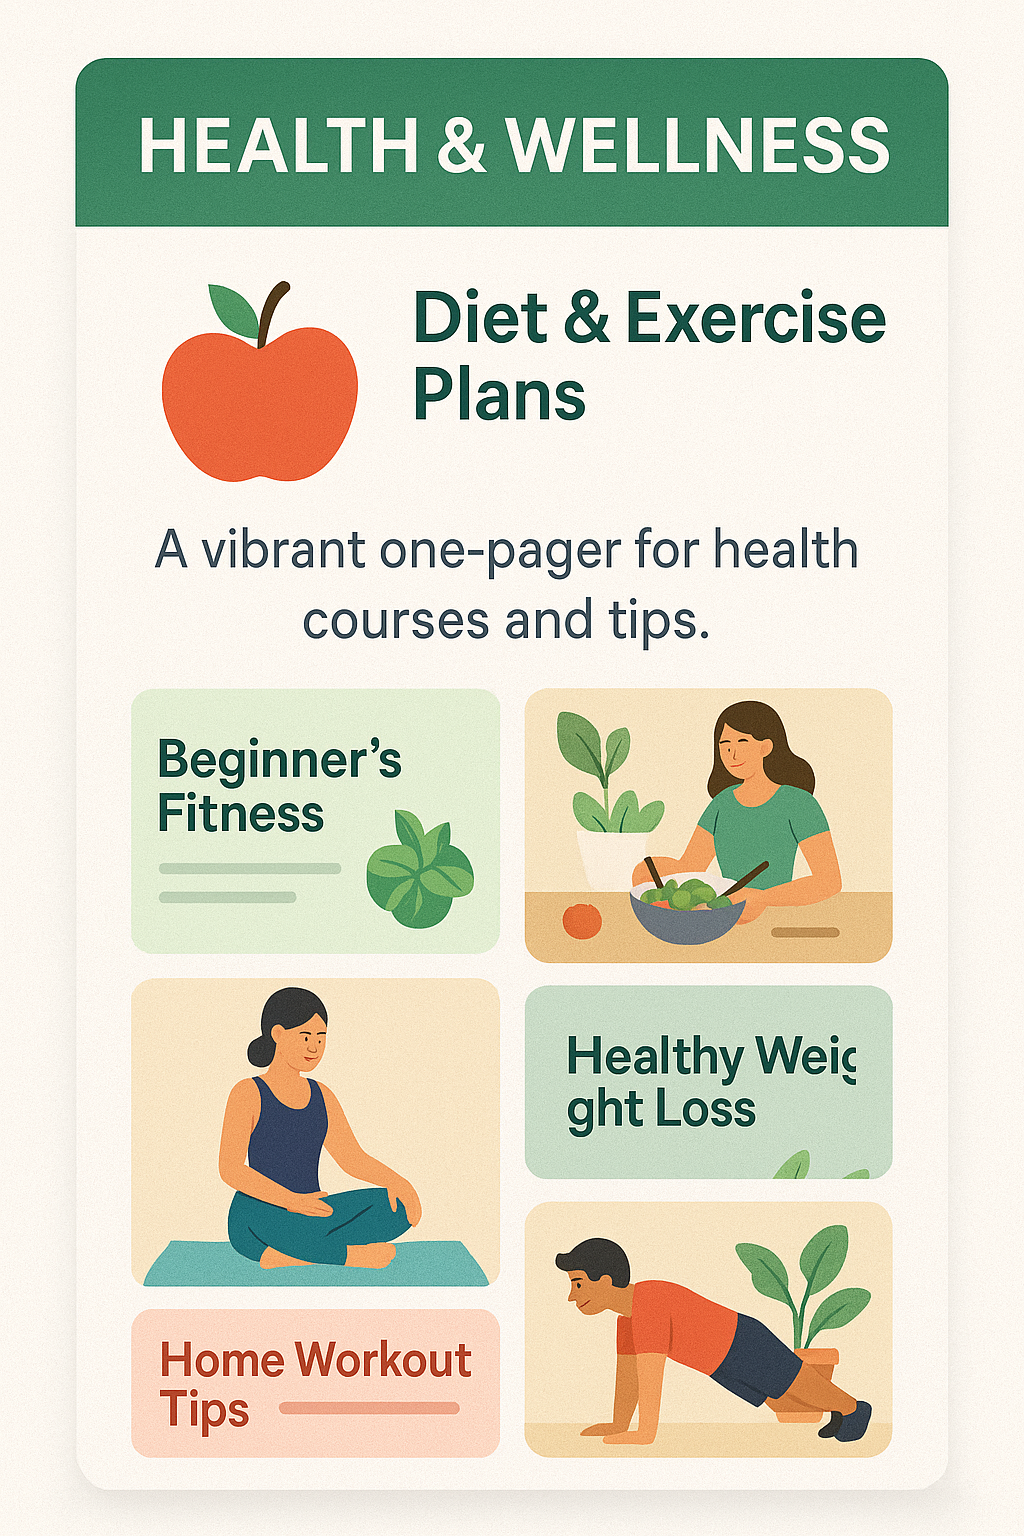 HEALTH & WELLNESS
Diet & Exercise
Plans
A vibrant one-pager for health
courses and tips.
Beginner's
Fitness
Healthy Weig
ght Loss
Home Workout
Tips